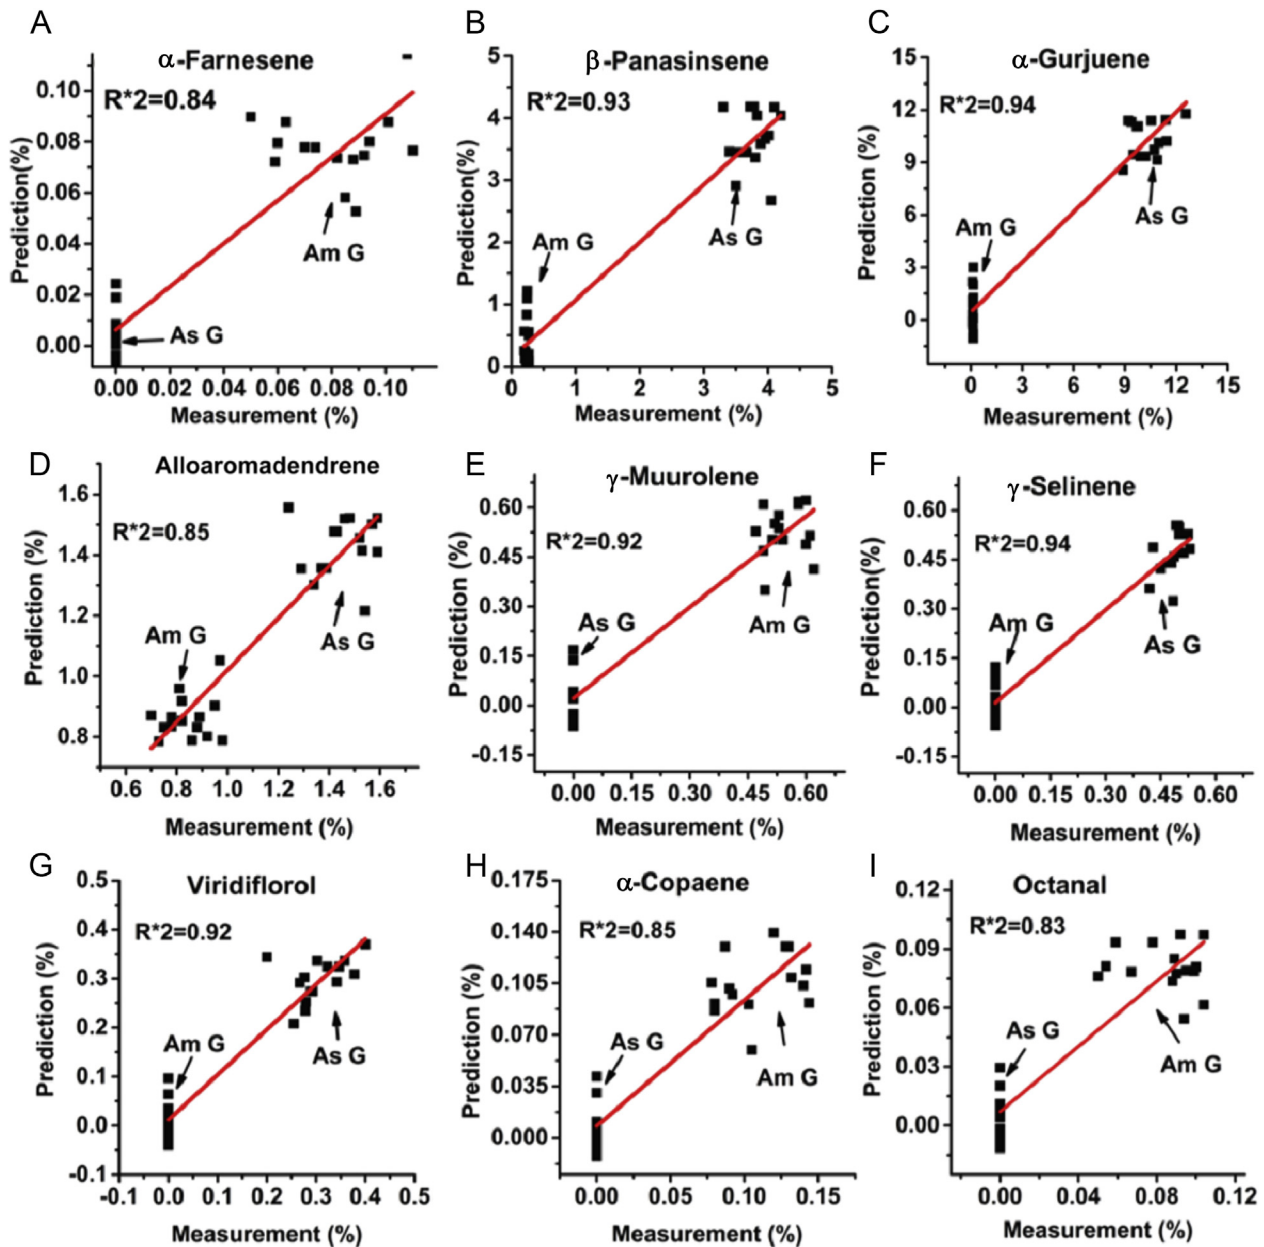 A
α-Farnesene
R*2=0.84
Prediction(%)
0.10
0.08
0.06
0.04
0.02
0.00
Am G
As G
0.00 0.02 0.04 0.06 0.08 0.10
Measurement (%)
B
β-Panasinsene
R*2=0.93
Prediction(%)
5
4
3
2
1
0
Am G
As G
0 1 2 3 4 5
Measurement (%)
C
α-Gurjuene
R*2=0.94
Prediction (%)
15
12
9
6
3
0
Am G
As G
0 3 6 9 12 15
Measurement (%)
D
Alloaromadendrene
R*2=0.85
Prediction (%)
1.6
1.4
1.2
1.0
0.8
Am G
As G
0.6 0.8 1.0 1.2 1.4 1.6
Measurement (%)
E
γ-Muurolene
R*2=0.92
Prediction (%)
0.60
0.45
0.30
0.15
0.00
-0.15
As G
Am G
0.00 0.15 0.30 0.45 0.60
Measurement (%)
F
γ-Selinene
R*2=0.94
Prediction(%)
0.60
0.45
0.30
0.15
0.00
-0.15
Am G
As G
0.00 0.15 0.30 0.45 0.60
Measurement (%)
G
Viridiflorol
R*2=0.92
Prediction (%)
0.5
0.4
0.3
0.2
0.1
0.0
-0.1
Am G
As G
-0.1 0.0 0.1 0.2 0.3 0.4 0.5
Measurement (%)
H
α-Copaene
R*2=0.85
Prediction (%)
0.175
0.140
0.105
0.070
0.035
0.000
As G
Am G
0.00 0.05 0.10 0.15
Measurement (%)
I
Octanal
R*2=0.83
Prediction (%)
0.12
0.09
0.06
0.03
0.00
As G
Am G
0.00 0.04 0.08 0.12
Measurement (%)